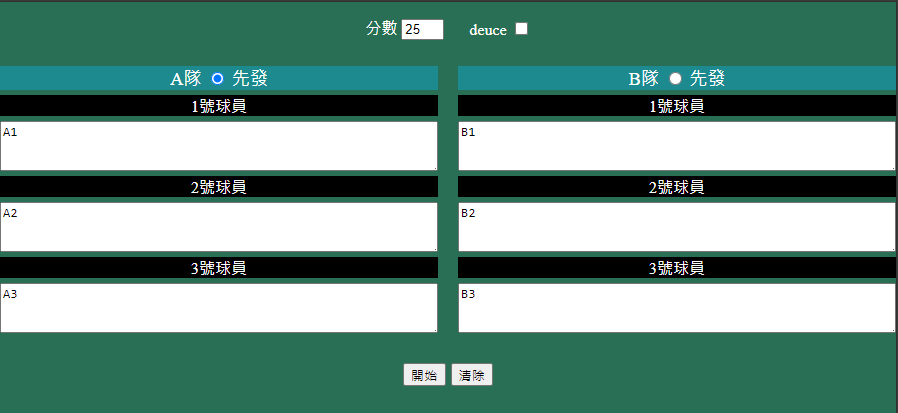 分數 25 deuce
A隊 先發 B隊 先發
1號球員 1號球員
A1 B1
2號球員 2號球員
A2 B2
3號球員 3號球員
A3 B3
開始 清除